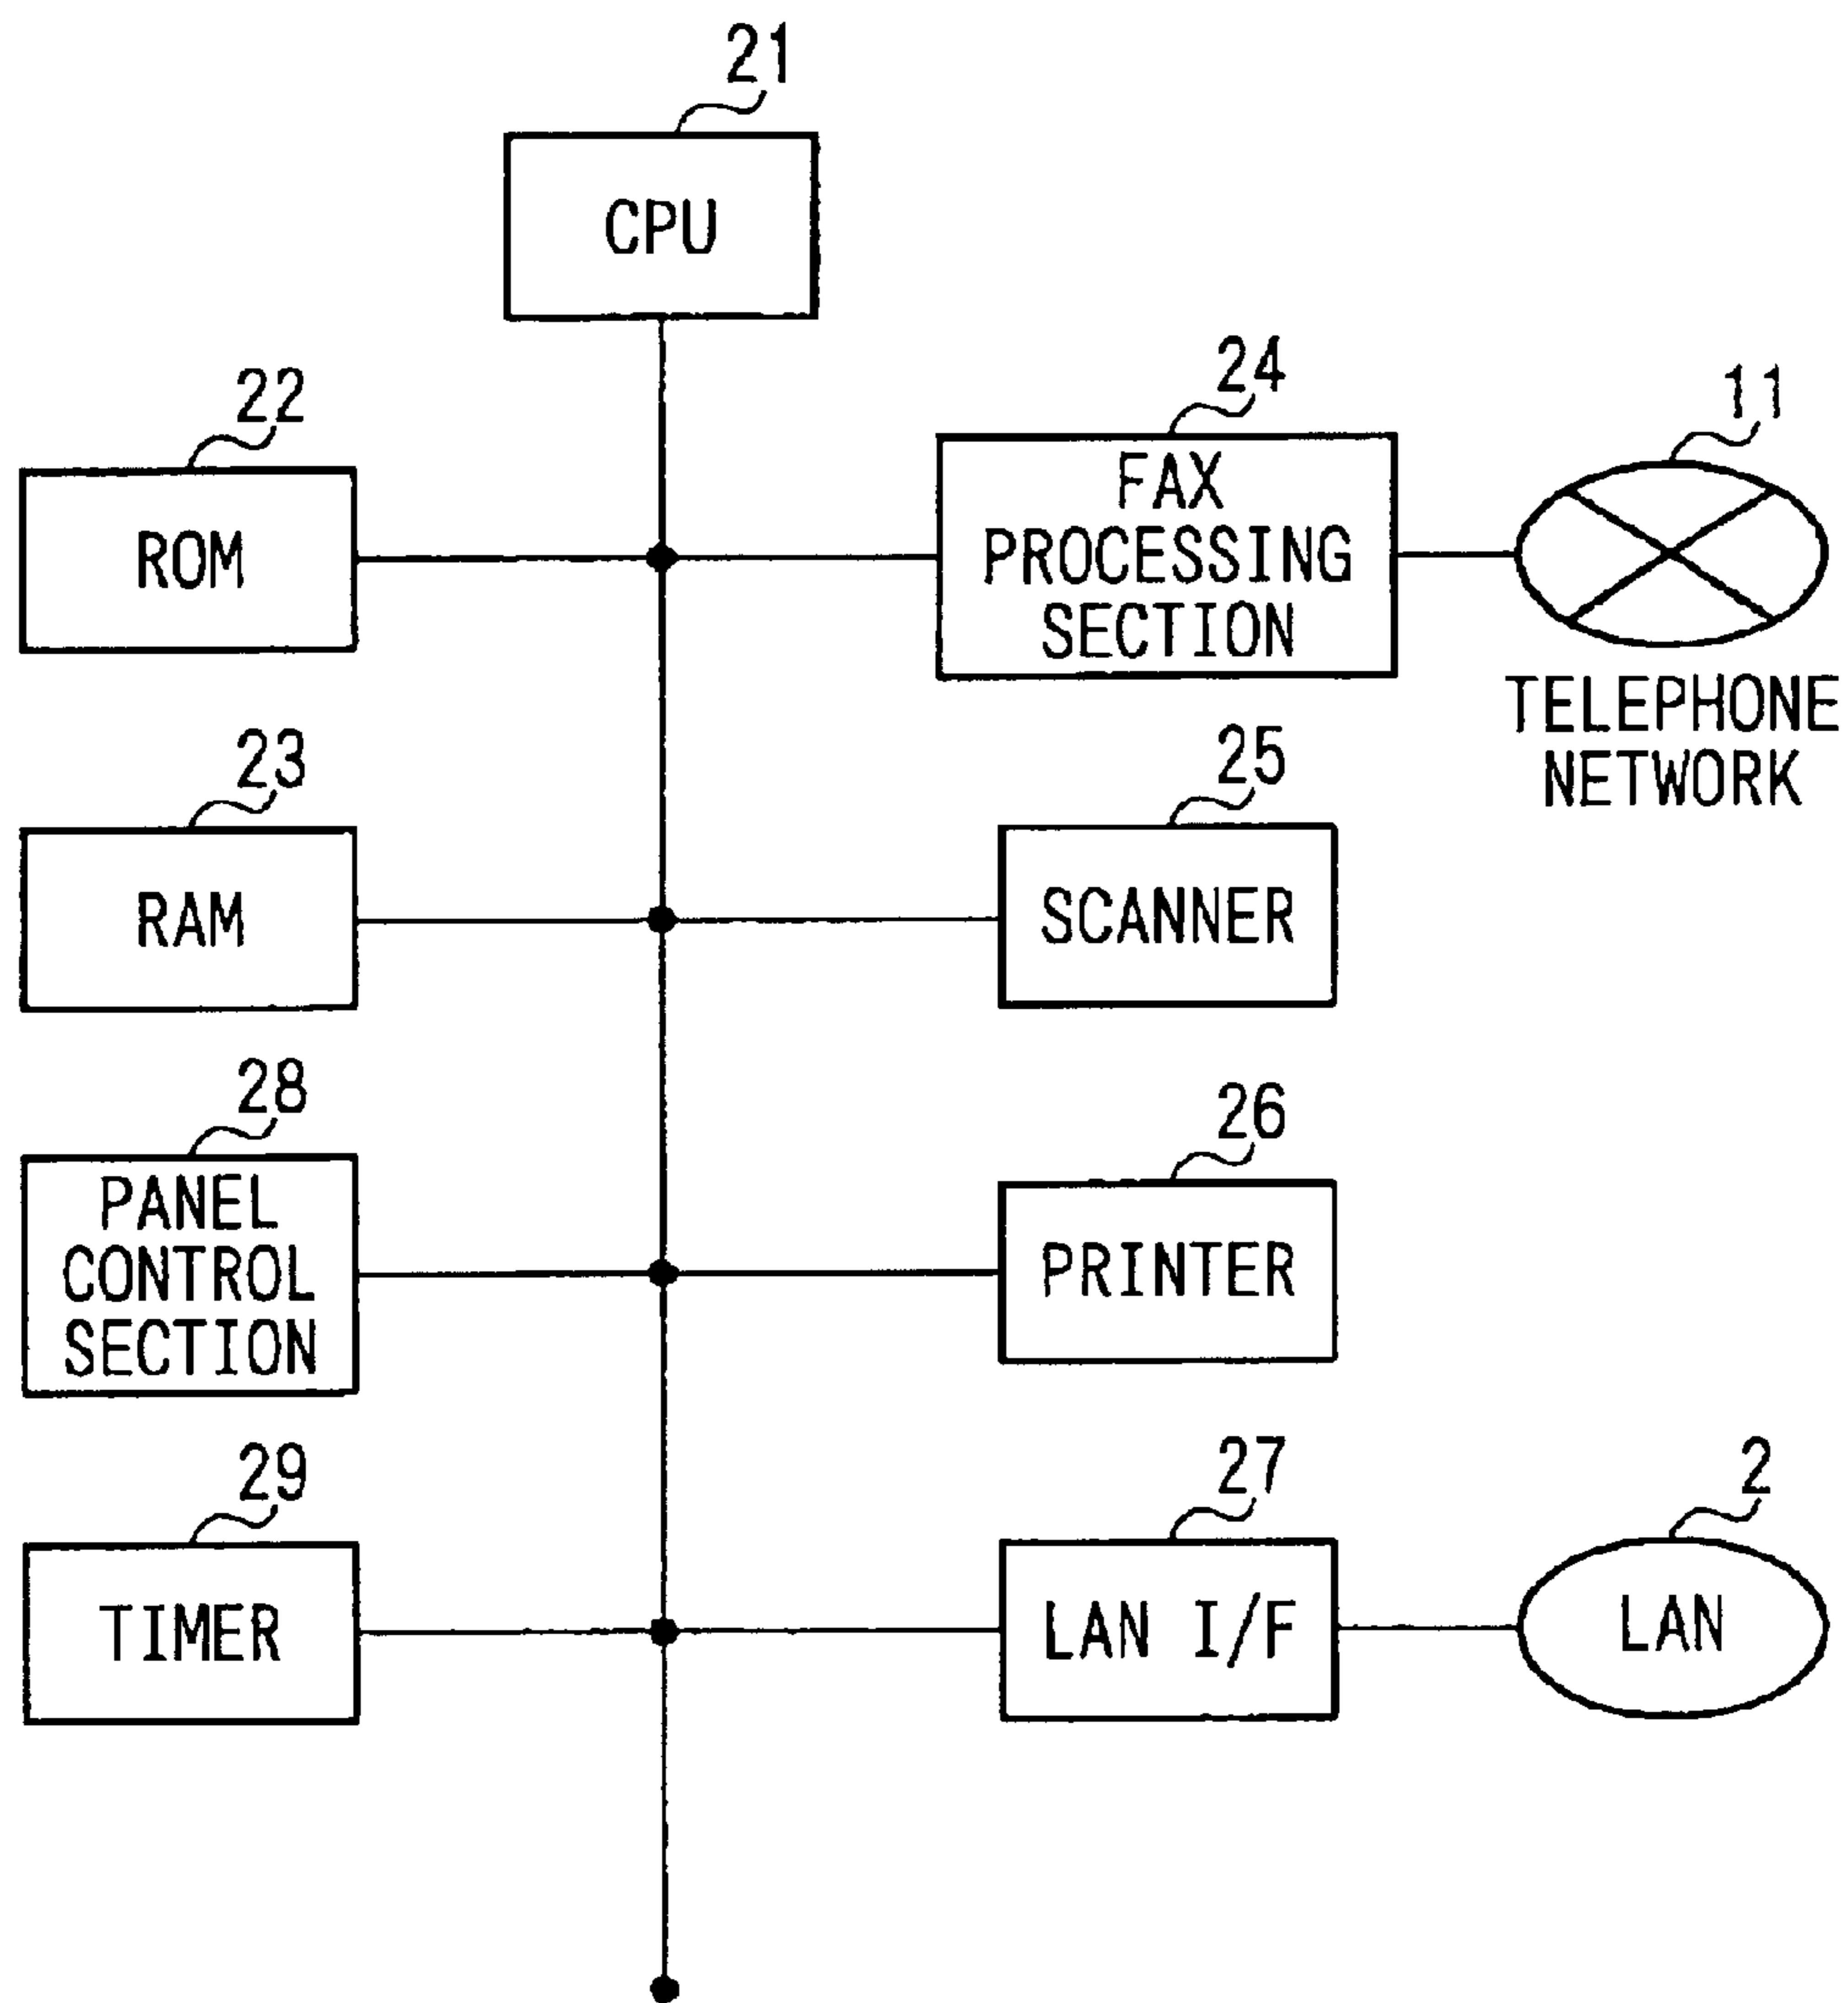 21
CPU
22
ROM
24
FAX
PROCESSING
SECTION
11
TELEPHONE
NETWORK
23
RAM
25
SCANNER
28
PANEL
CONTROL
SECTION
26
PRINTER
29
TIMER
27
LAN I/F
2
LAN